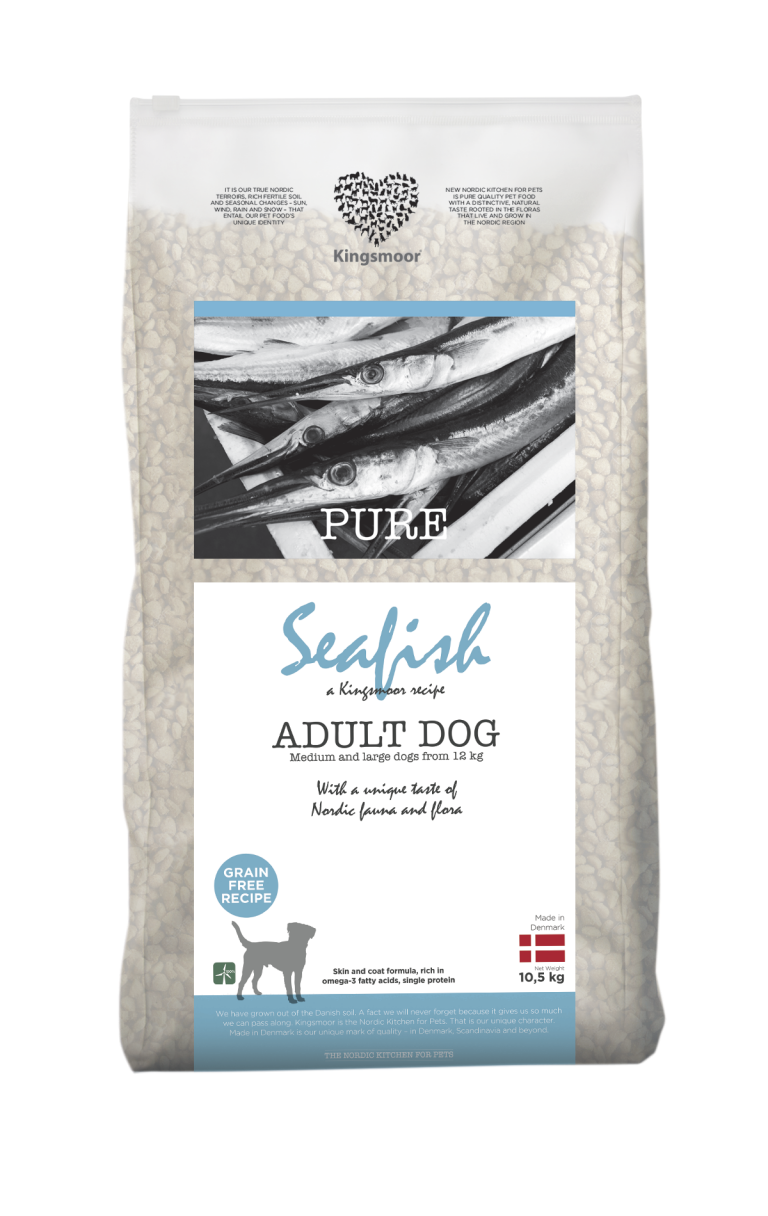 IT IS OUR TRUE NORDIC
TERROIRS, RICH FERTILE SOIL
AND SEASONAL CHANGES - SUN,
WIND, RAIN AND SNOW - THAT
ENTAIL OUR PET FOOD'S
UNIQUE IDENTITY
NEW NORDIC KITCHEN FOR PETS
IS PURE QUALITY PET FOOD
WITH A DISTINCTIVE, NATURAL
TASTE ROOTED IN THE FLORAS
THAT LIVE AND GROW IN
THE NORDIC REGION
Kingsmoor
PURE
Seafish
a Kingsmoor recipe
ADULT DOG
Medium and large dogs from 12 kg
With a unique taste of
Nordic fauna and flora
GRAIN
FREE
RECIPE
Made in
Denmark
Net Weight
10,5 kg
Skin and coat formula, rich in
omega-3 fatty acids, single protein
We have grown out of the Danish soil. A fact we will never forget because it gives us so much
we can pass along. Kingsmoor is the Nordic Kitchen for Pets. That is our unique character.
Made in Denmark is our unique mark of quality – in Denmark, Scandinavia and beyond.
THE NORDIC KITCHEN FOR PETS